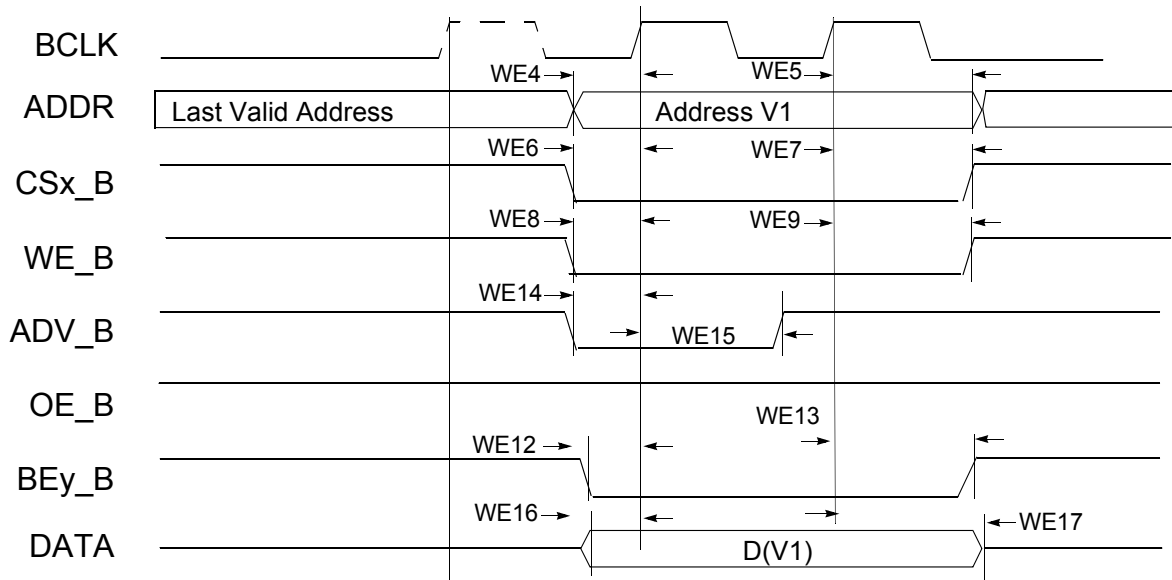 BCLK
WE4 WE5
ADDR Last Valid Address Address V1
WE6 WE7
CSx_B
WE8 WE9
WE_B
WE14
ADV_B WE15
OE_B
WE13
WE12
BEy_B
WE16 WE17
DATA D(V1)